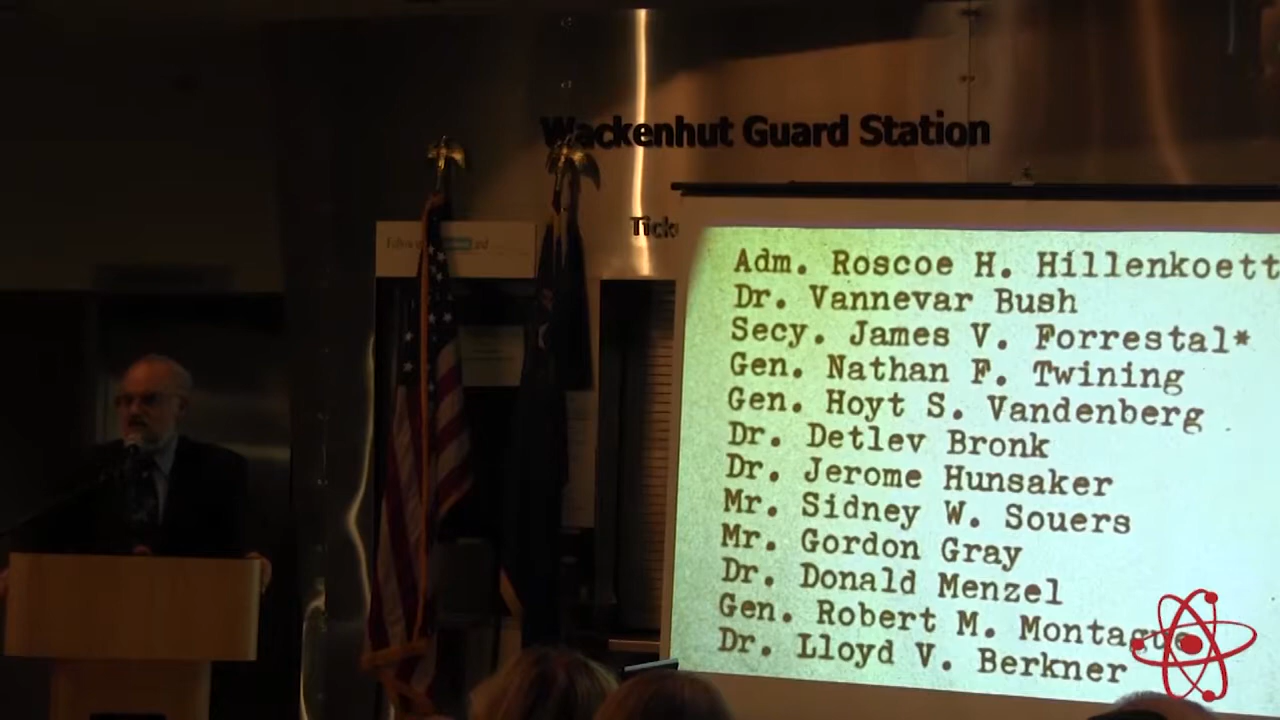 Wackenhut Guard Station
Tick
Adm. Roscoe H. Hillenkoett
Dr. Vannevar Bush
Secy. James V. Forrestal*
Gen. Nathan F. Twining
Gen. Hoyt S. Vandenberg
Dr. Detlev Bronk
Dr. Jerome Hunsaker
Mr. Sidney W. Souers
Mr. Gordon Gray
Dr. Donald Menzel
Gen. Robert M. Montague
Dr. Lloyd V. Berkner